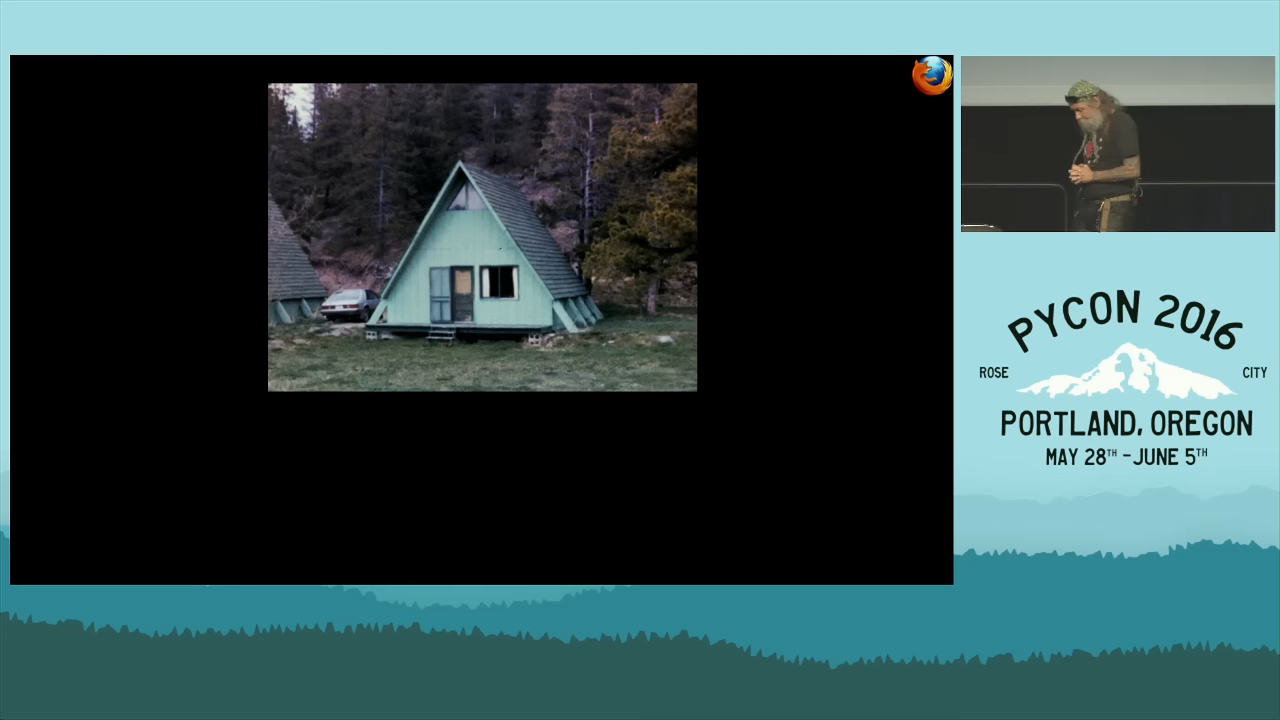 PYCON 2016
ROSE CITY
PORTLAND, OREGON
MAY 28TH - JUNE 5TH